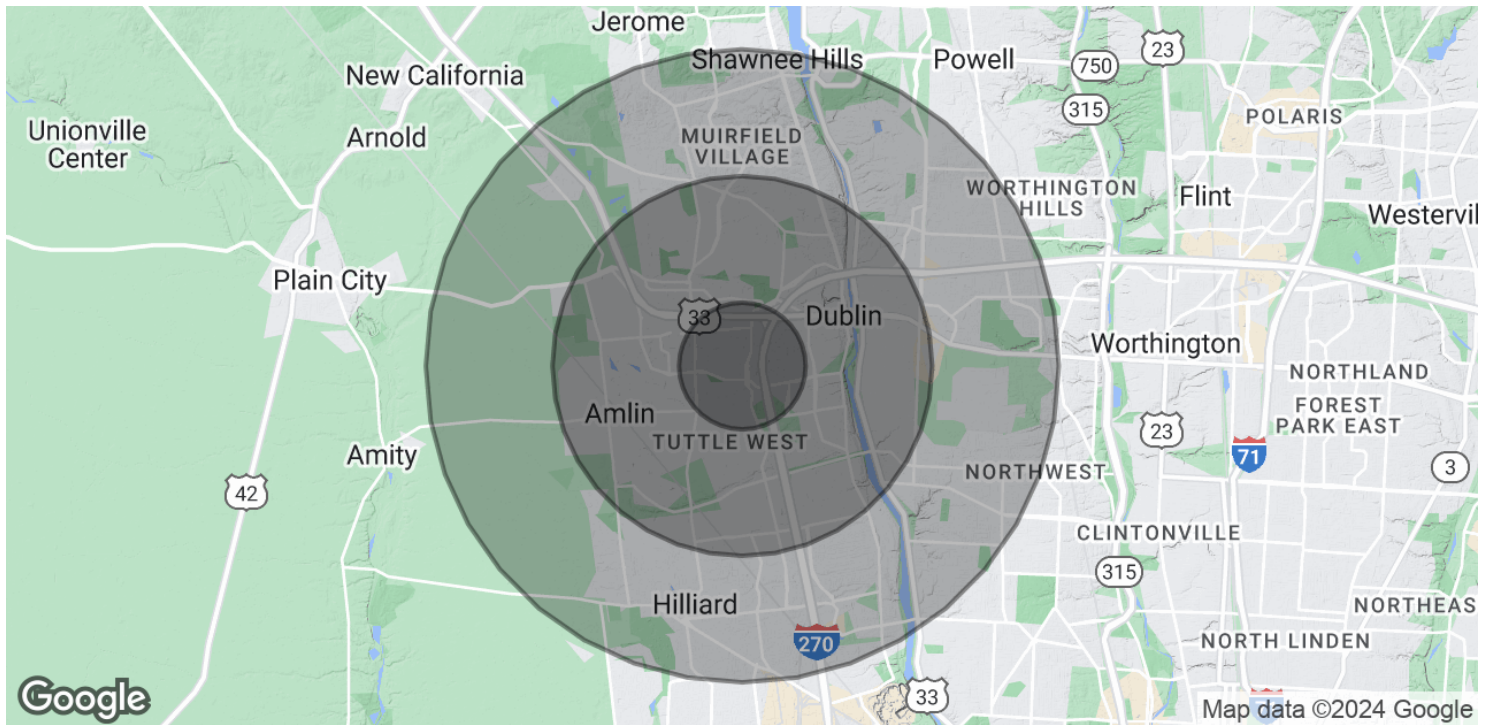 Jerome
23
Shawnee Hills
Powell
750
New California
315
POLARIS
Unionville
Center
Arnold
MUIRFIELD
VILLAGE
WORTHINGTON
HILLS
Flint
Westervil
Plain City
33
Dublin
Worthington
NORTHLAND
Amlin
FOREST
PARK EAST
TUTTLE WEST
23
Amity
71
NORTHWEST
3
42
CLINTONVILLE
315
Hilliard
NORTHEAS
270
NORTH LINDEN
Google
33
Map data ©2024 Google